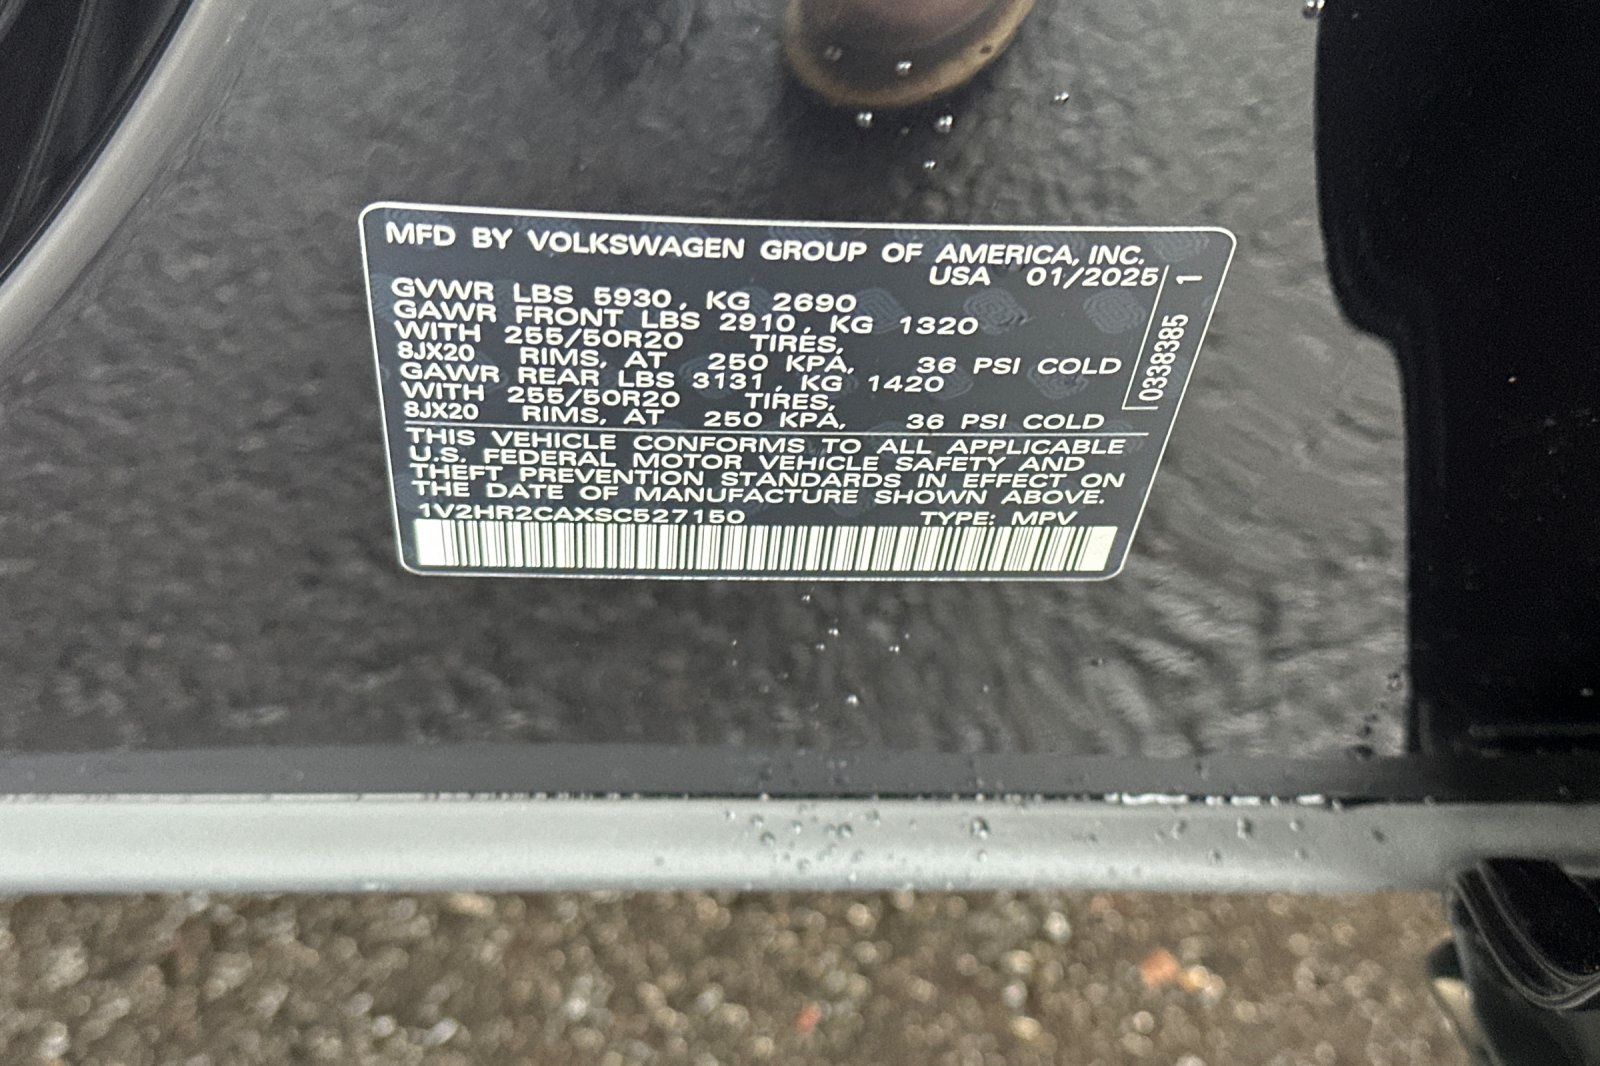 MFD BY VOLKSWAGEN GROUP OF AMERICA, INC.
USA 01/2025
GVWR LBS 5930, KG 2690
GAWR FRONT LBS 2910, KG 1320
WITH 255/50R20 TIRES,
8JX20 RIMS, AT 250 KPA, 36 PSI COLD
GAWR REAR LBS 3131, KG 1420
WITH 255/50R20 TIRES,
8JX20 RIMS, AT 250 KPA, 36 PSI COLD
0338385 1
THIS VEHICLE CONFORMS TO ALL APPLICABLE
U.S. FEDERAL MOTOR VEHICLE SAFETY AND
THEFT PREVENTION STANDARDS IN EFFECT ON
THE DATE OF MANUFACTURE SHOWN ABOVE.
1V2HR2CAXSC527150 TYPE: MPV